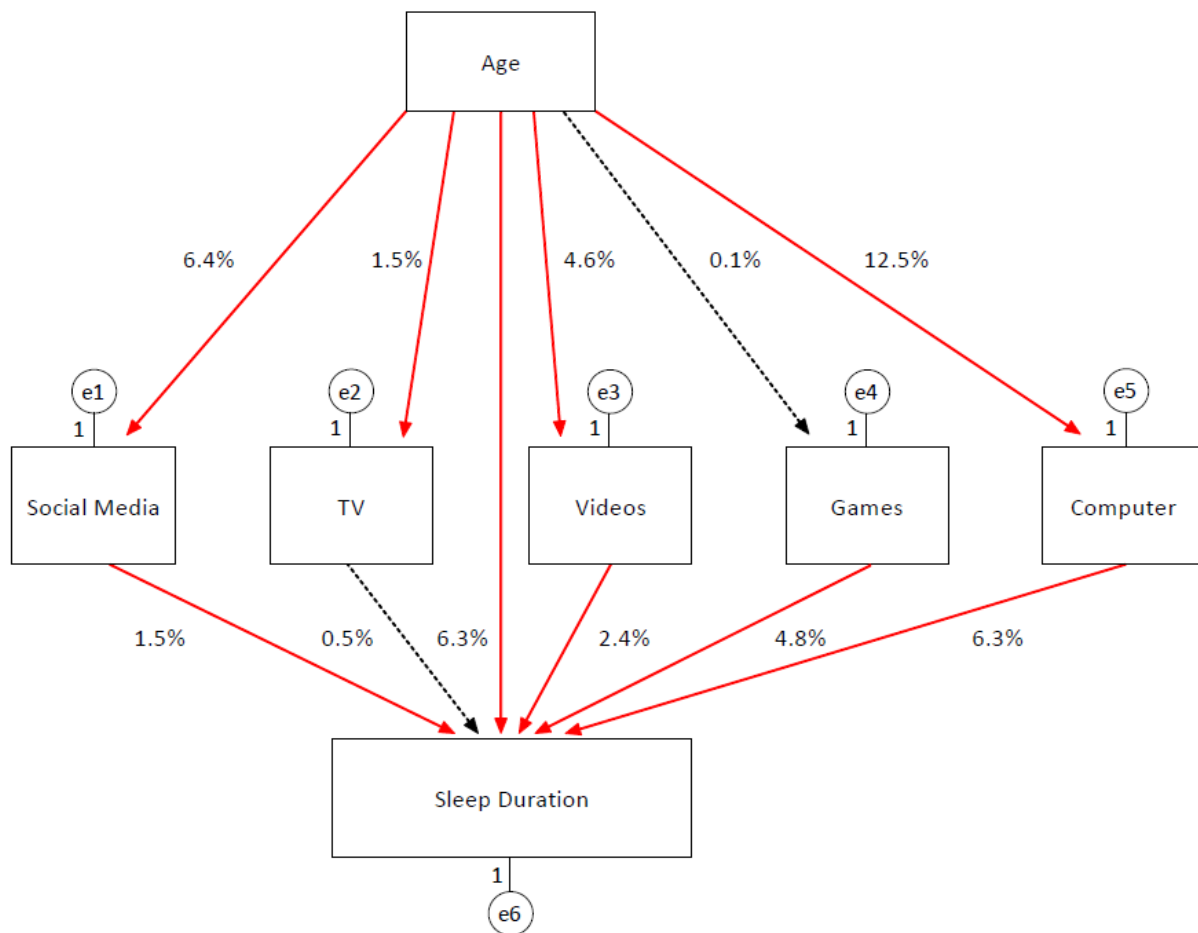 Age
6.4%
1.5%
4.6%
0.1%
12.5%
e1
e2
e3
e4
e5
1
1
1
1
1
Social Media
TV
Videos
Games
Computer
1.5%
0.5%
6.3%
2.4%
4.8%
6.3%
Sleep Duration
1
e6